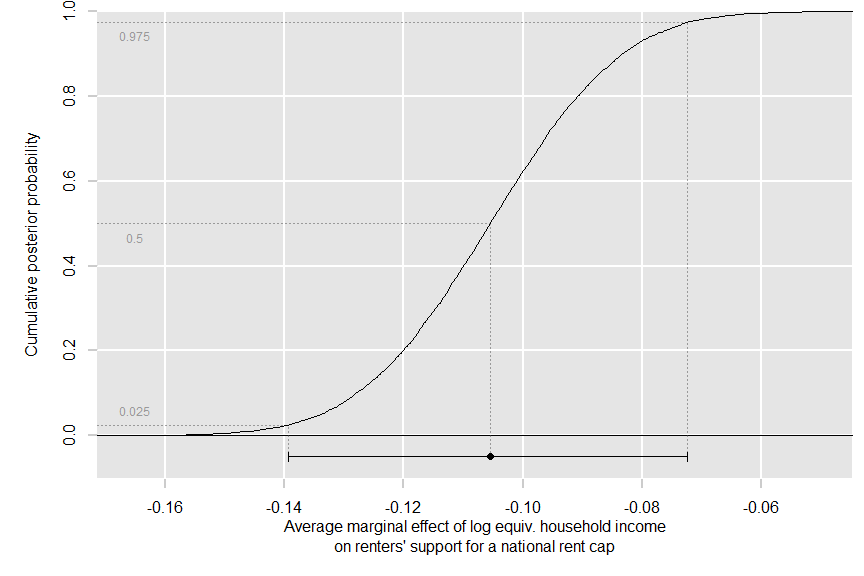 1.0
0.975
0.8
0.6
0.5
0.4
0.2
0.025
0.0
Cumulative posterior probability
-0.16 -0.14 -0.12 -0.10 -0.08 -0.06
Average marginal effect of log equiv. household income
on renters' support for a national rent cap